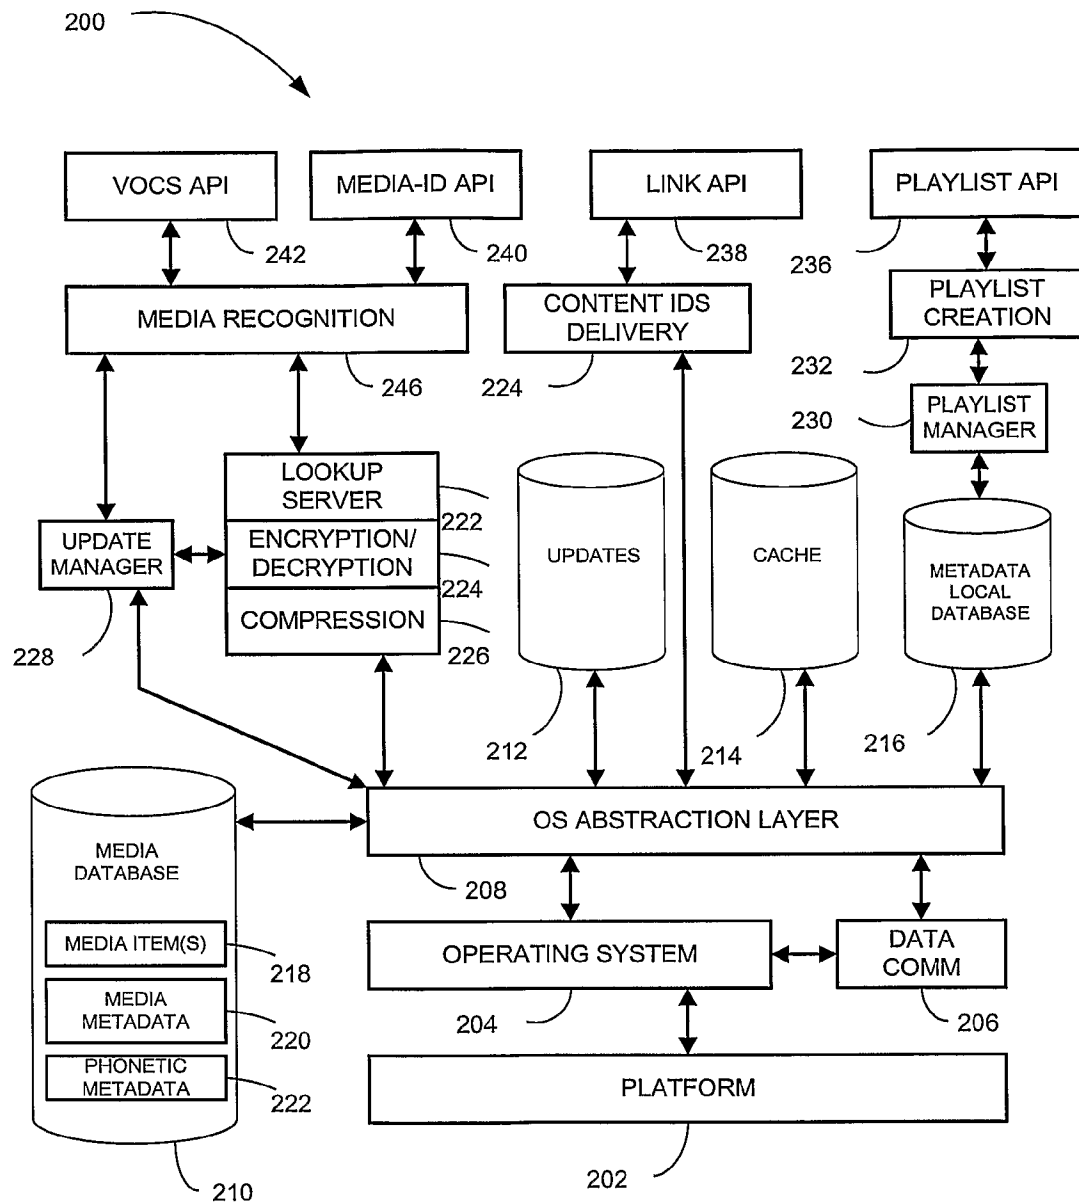 200
VOCS API
MEDIA-ID API
LINK API
PLAYLIST API
242
240
238
236
MEDIA RECOGNITION
CONTENT IDS
DELIVERY
PLAYLIST
CREATION
246
224
232
230
PLAYLIST
MANAGER
LOOKUP
SERVER
222
UPDATE
MANAGER
ENCRYPTION/
DECRYPTION
224
COMPRESSION
226
228
UPDATES
CACHE
METADATA
LOCAL
DATABASE
212
214
216
OS ABSTRACTION LAYER
208
MEDIA
DATABASE
MEDIA ITEM(S)
218
MEDIA
METADATA
220
PHONETIC
METADATA
222
210
OPERATING SYSTEM
DATA
COMM
204
206
PLATFORM
202